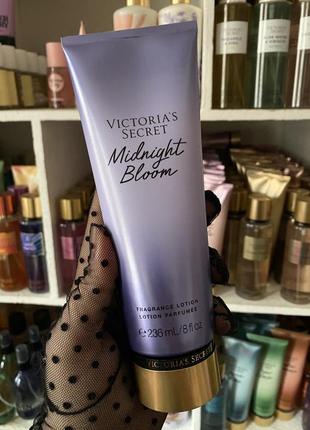 VICTORIA'S
SECRET
Midnight
Bloom
FRAGRANCE LOTION
LOTION PARFUMÉE
℮236 mL/8 fl oz
VICTORIA'S SECRET